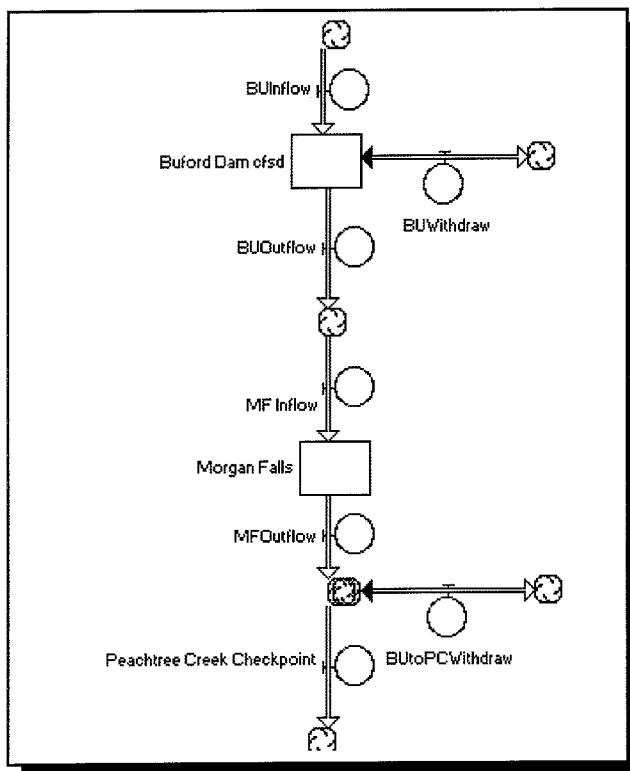 BUInflow
Buford Dam cfsd
BUWithdraw
BUOutflow
MF Inflow
Morgan Falls
MFOutflow
Peachtree Creek Checkpoint
BUtoPCWithdraw